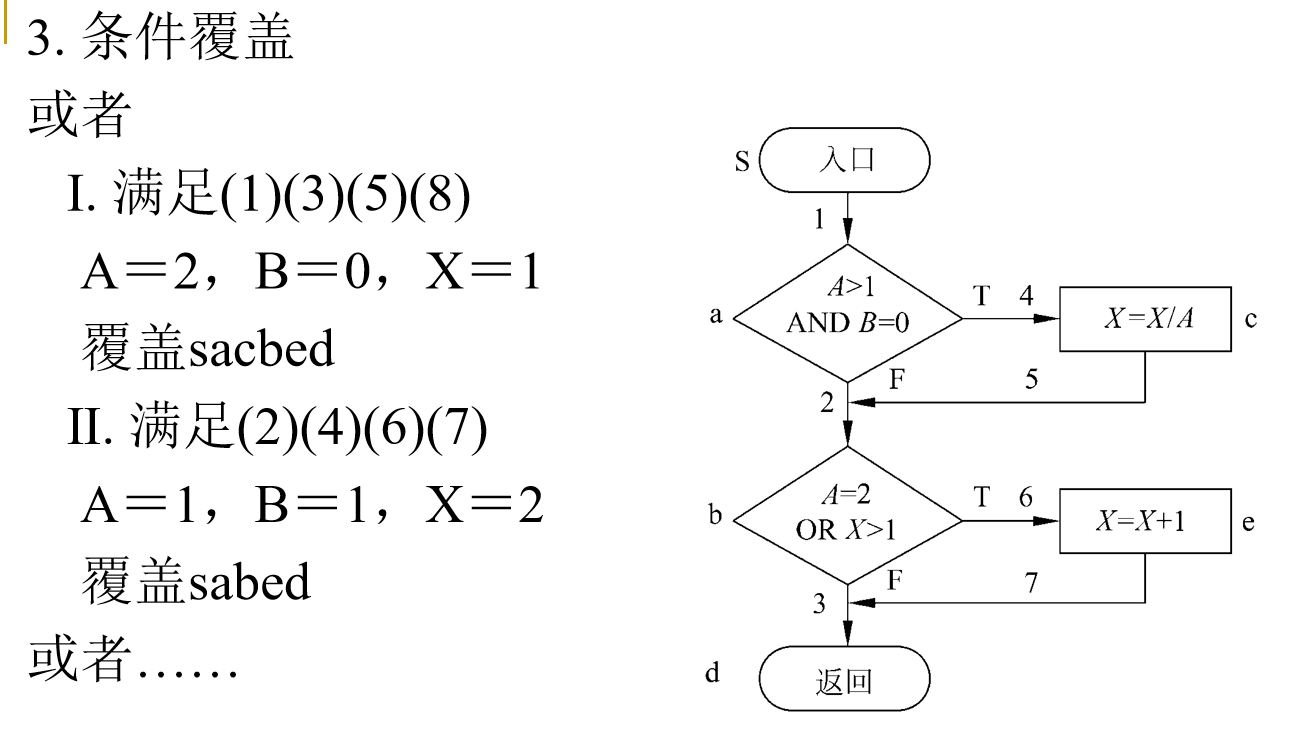 3. 条件覆盖
或者
I. 满足(1)(3)(5)(8)
A＝2，B＝0，X＝1
覆盖sacbed
II. 满足(2)(4)(6)(7)
A＝1，B＝1，X＝2
覆盖sabed
或者……
S 入口
1
a
A>1
AND B=0
T 4
X=X/A
c
F 5
2
b
A=2
OR X>1
T 6
X=X+1
e
F 7
3
d 返回